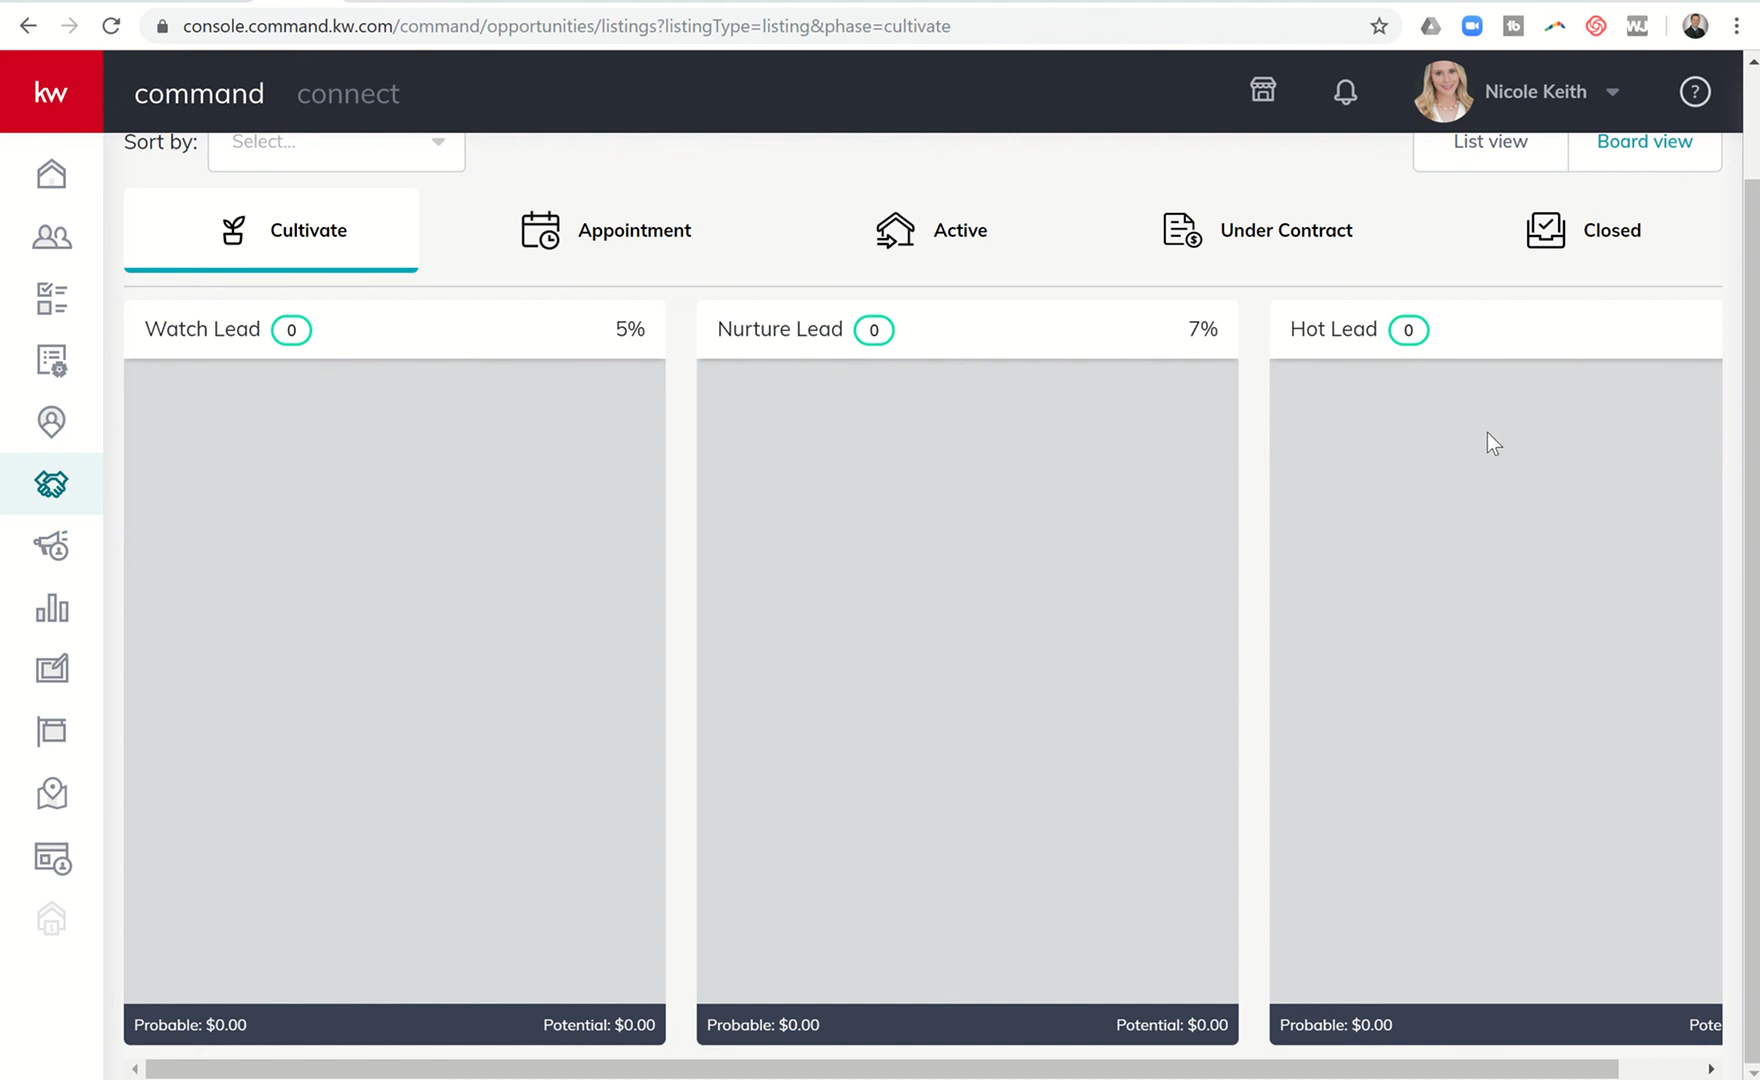 console.command.kw.com/command/opportunities/listings?listingType=listing&phase=cultivate
kw command connect Nicole Keith ?
Sort by: Select... List view Board view
Cultivate Appointment Active Under Contract Closed
Watch Lead 0 5% Nurture Lead 0 7% Hot Lead 0
Probable: $0.00 Potential: $0.00 Probable: $0.00 Potential: $0.00 Probable: $0.00 Pote